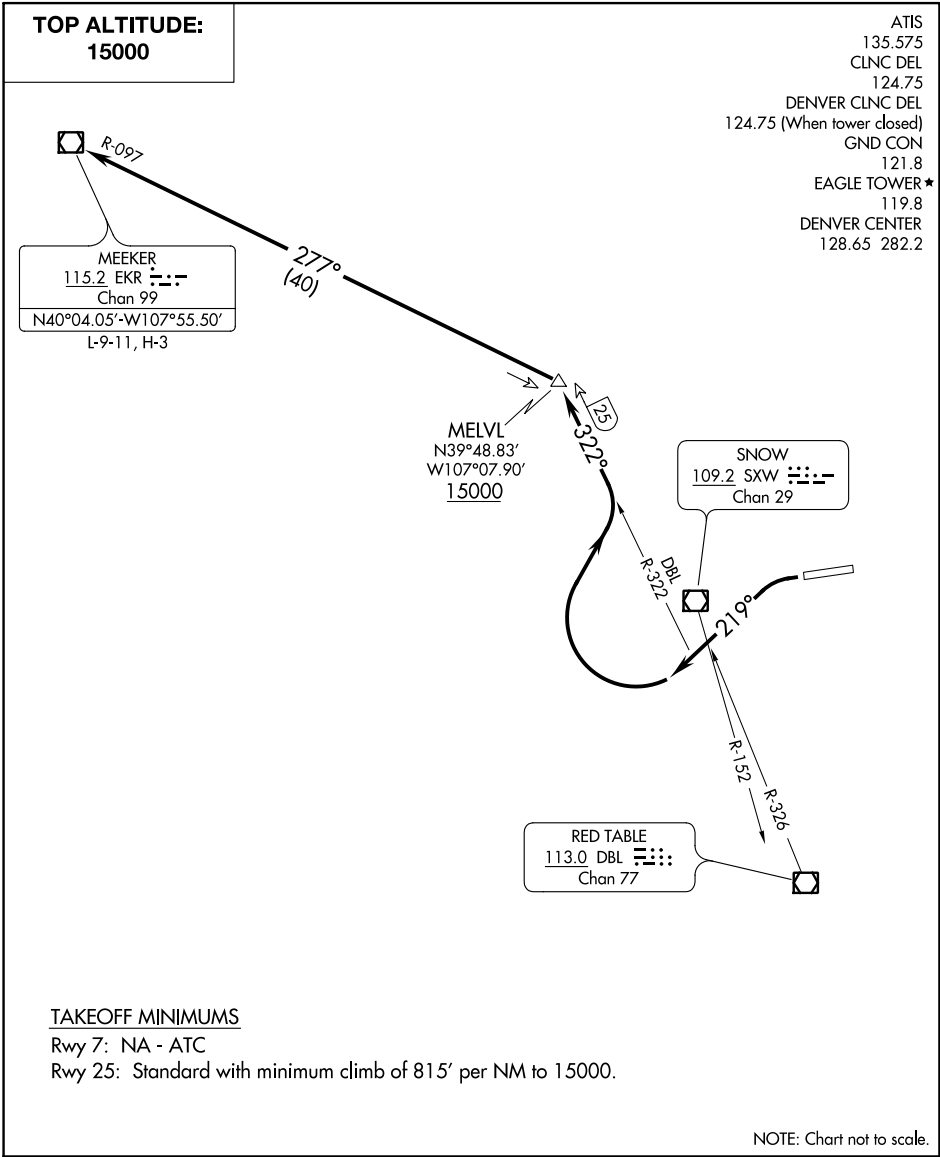 TOP ALTITUDE:
15000
ATIS
135.575
CLNC DEL
124.75
DENVER CLNC DEL
124.75 (When tower closed)
GND CON
121.8
EAGLE TOWER★
119.8
DENVER CENTER
128.65 282.2
R-097
MEEKER
115.2 EKR
Chan 99
N40°04.05'-W107°55.50'
L-9-11, H-3
277°
(40)
MELVL
N39°48.83'
W107°07.90'
15000
25
322°
SNOW
109.2 SXW
Chan 29
DBL
R-322
219°
R-152
R-326
RED TABLE
113.0 DBL
Chan 77
TAKEOFF MINIMUMS
Rwy 7: NA - ATC
Rwy 25: Standard with minimum climb of 815' per NM to 15000.
NOTE: Chart not to scale.